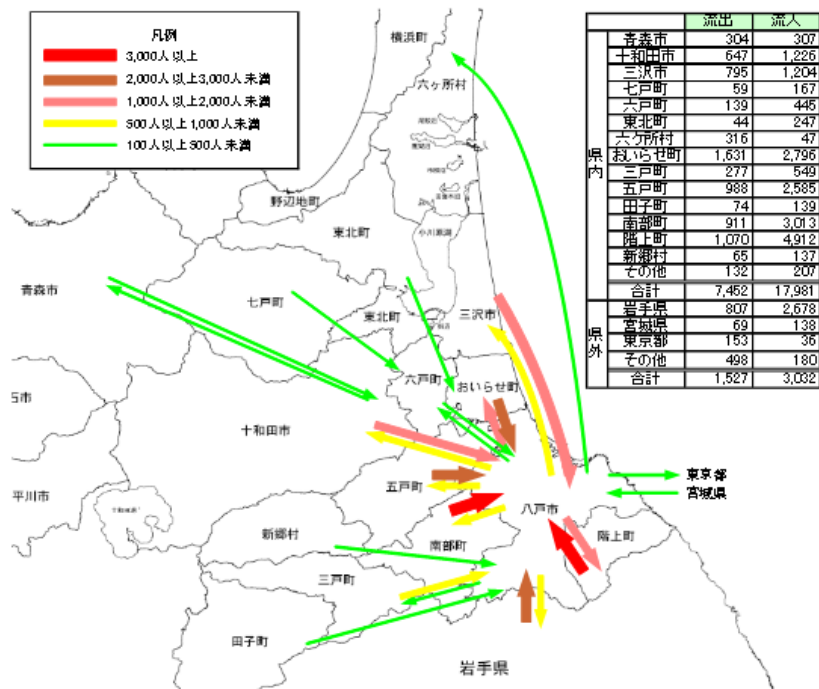 凡例
3,000人以上
2,000人以上3,000人未満
1,000人以上2,000人未満
500人以上1,000人未満
100人以上500人未満
流出 流入
県内
青森市 304 307
十和田市 647 1,226
三沢市 795 1,204
七戸町 59 167
六戸町 139 445
東北町 44 247
六ケ所村 316 47
おいらせ町 1,631 2,796
三戸町 277 549
五戸町 988 2,585
田子町 74 139
南部町 911 3,013
階上町 1,070 4,912
新郷村 65 137
その他 132 207
合計 7,452 17,981
県外
岩手県 807 2,678
宮城県 69 138
東京都 153 36
その他 498 180
合計 1,527 3,032
横浜町
六ヶ所村
野辺地町
東北町
小川原湖
青森市
七戸町
東北町
三沢市
六戸町
おいらせ町
十和田市
平川市
五戸町
八戸市
東京都
宮城県
新郷村
南部町
階上町
三戸町
田子町
岩手県